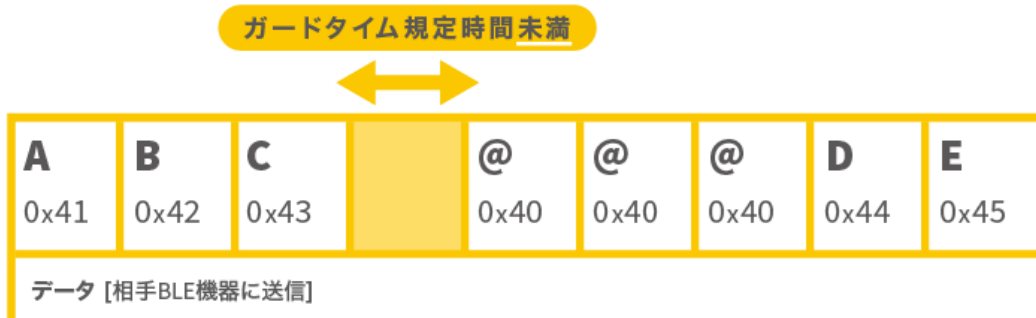 ガードタイム規定時間未満
A B C @ @ @ D E
0x41 0x42 0x43 0x40 0x40 0x40 0x44 0x45
データ [相手BLE機器に送信]